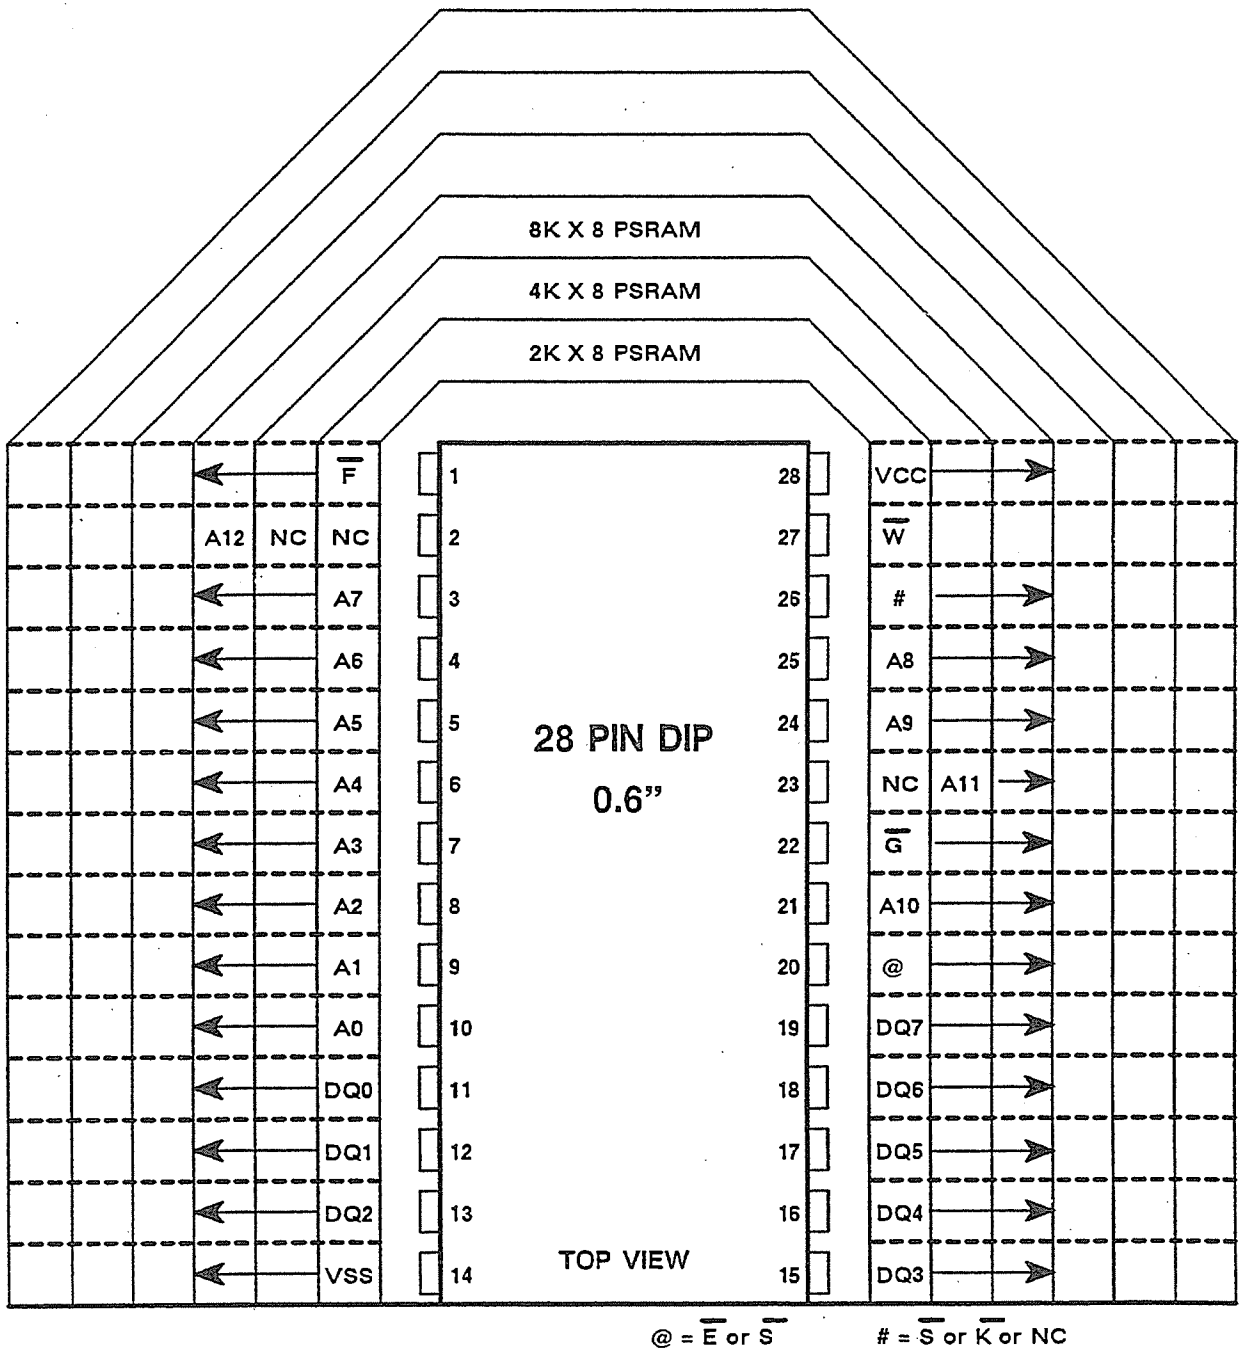 8K X 8 PSRAM
4K X 8 PSRAM
2K X 8 PSRAM
F̅ 1 28 VCC
A12 NC NC 2 27 W̅
A7 3 26 #
A6 4 25 A8
A5 5 24 A9
28 PIN DIP
A4 6 23 NC A11
0.6”
A3 7 22 G̅
A2 8 21 A10
A1 9 20 @
A0 10 19 DQ7
DQ0 11 18 DQ6
DQ1 12 17 DQ5
DQ2 13 16 DQ4
TOP VIEW
VSS 14 15 DQ3
@ = E̅ or S̅ # = S̅ or K̅ or NC